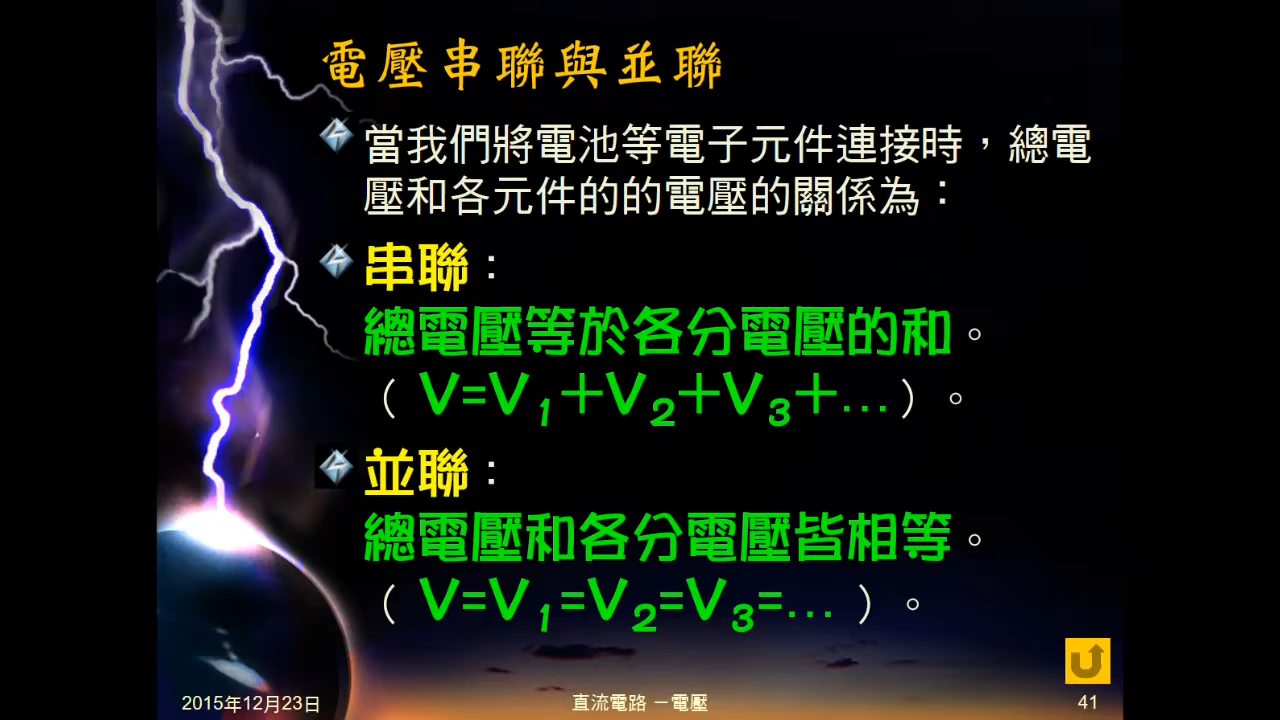 電壓串聯與並聯
當我們將電池等電子元件連接時，總電
壓和各元件的的電壓的關係為：
串聯：
總電壓等於各分電壓的和。
（ V=V₁＋V₂＋V₃＋…）。
並聯：
總電壓和各分電壓皆相等。
（ V=V₁=V₂=V₃=… ）。
2015年12月23日
直流電路 － 電壓
41